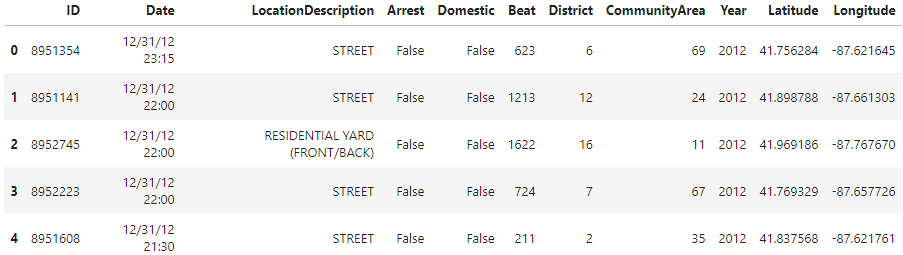 ID Date LocationDescription Arrest Domestic Beat District CommunityArea Year Latitude Longitude
0 8951354 12/31/12 23:15 STREET False False 623 6 69 2012 41.756284 -87.621645
1 8951141 12/31/12 22:00 STREET False False 1213 12 24 2012 41.898788 -87.661303
2 8952745 12/31/12 22:00 RESIDENTIAL YARD (FRONT/BACK) False False 1622 16 11 2012 41.969186 -87.767670
3 8952223 12/31/12 22:00 STREET False False 724 7 67 2012 41.769329 -87.657726
4 8951608 12/31/12 21:30 STREET False False 211 2 35 2012 41.837568 -87.621761